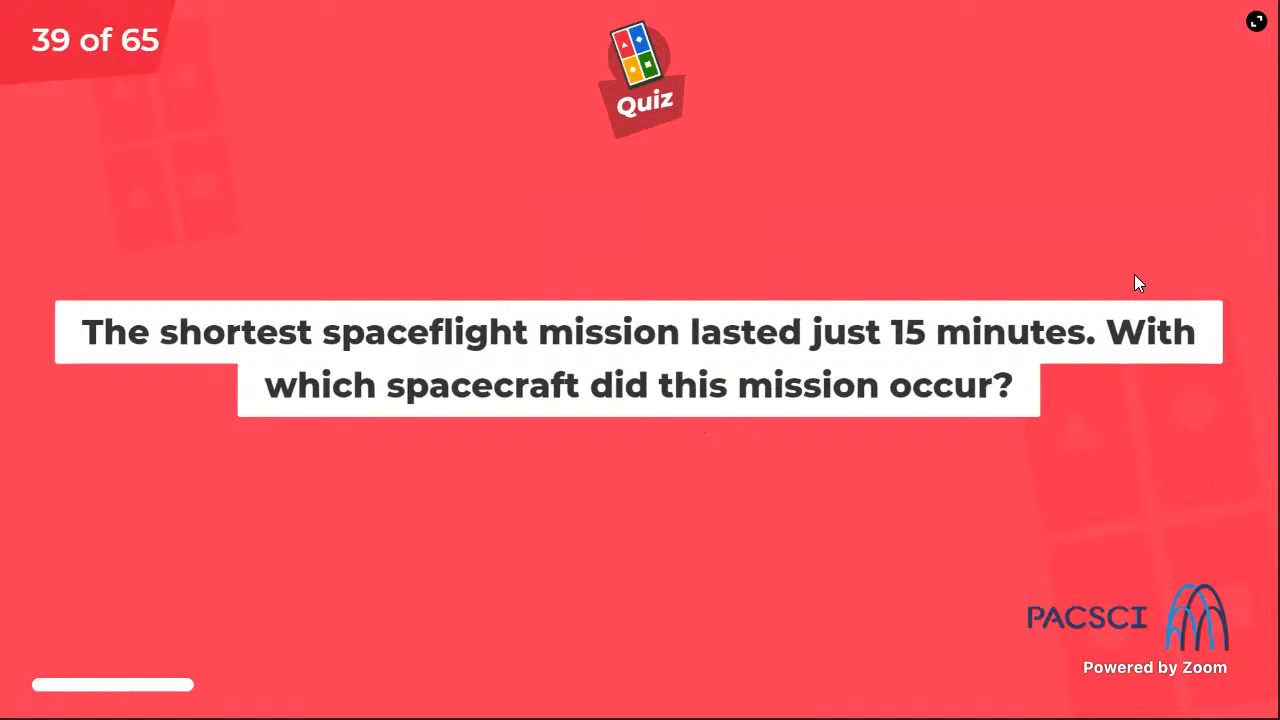 39 of 65
Quiz
The shortest spaceflight mission lasted just 15 minutes. With
which spacecraft did this mission occur?
PACSCI
Powered by Zoom